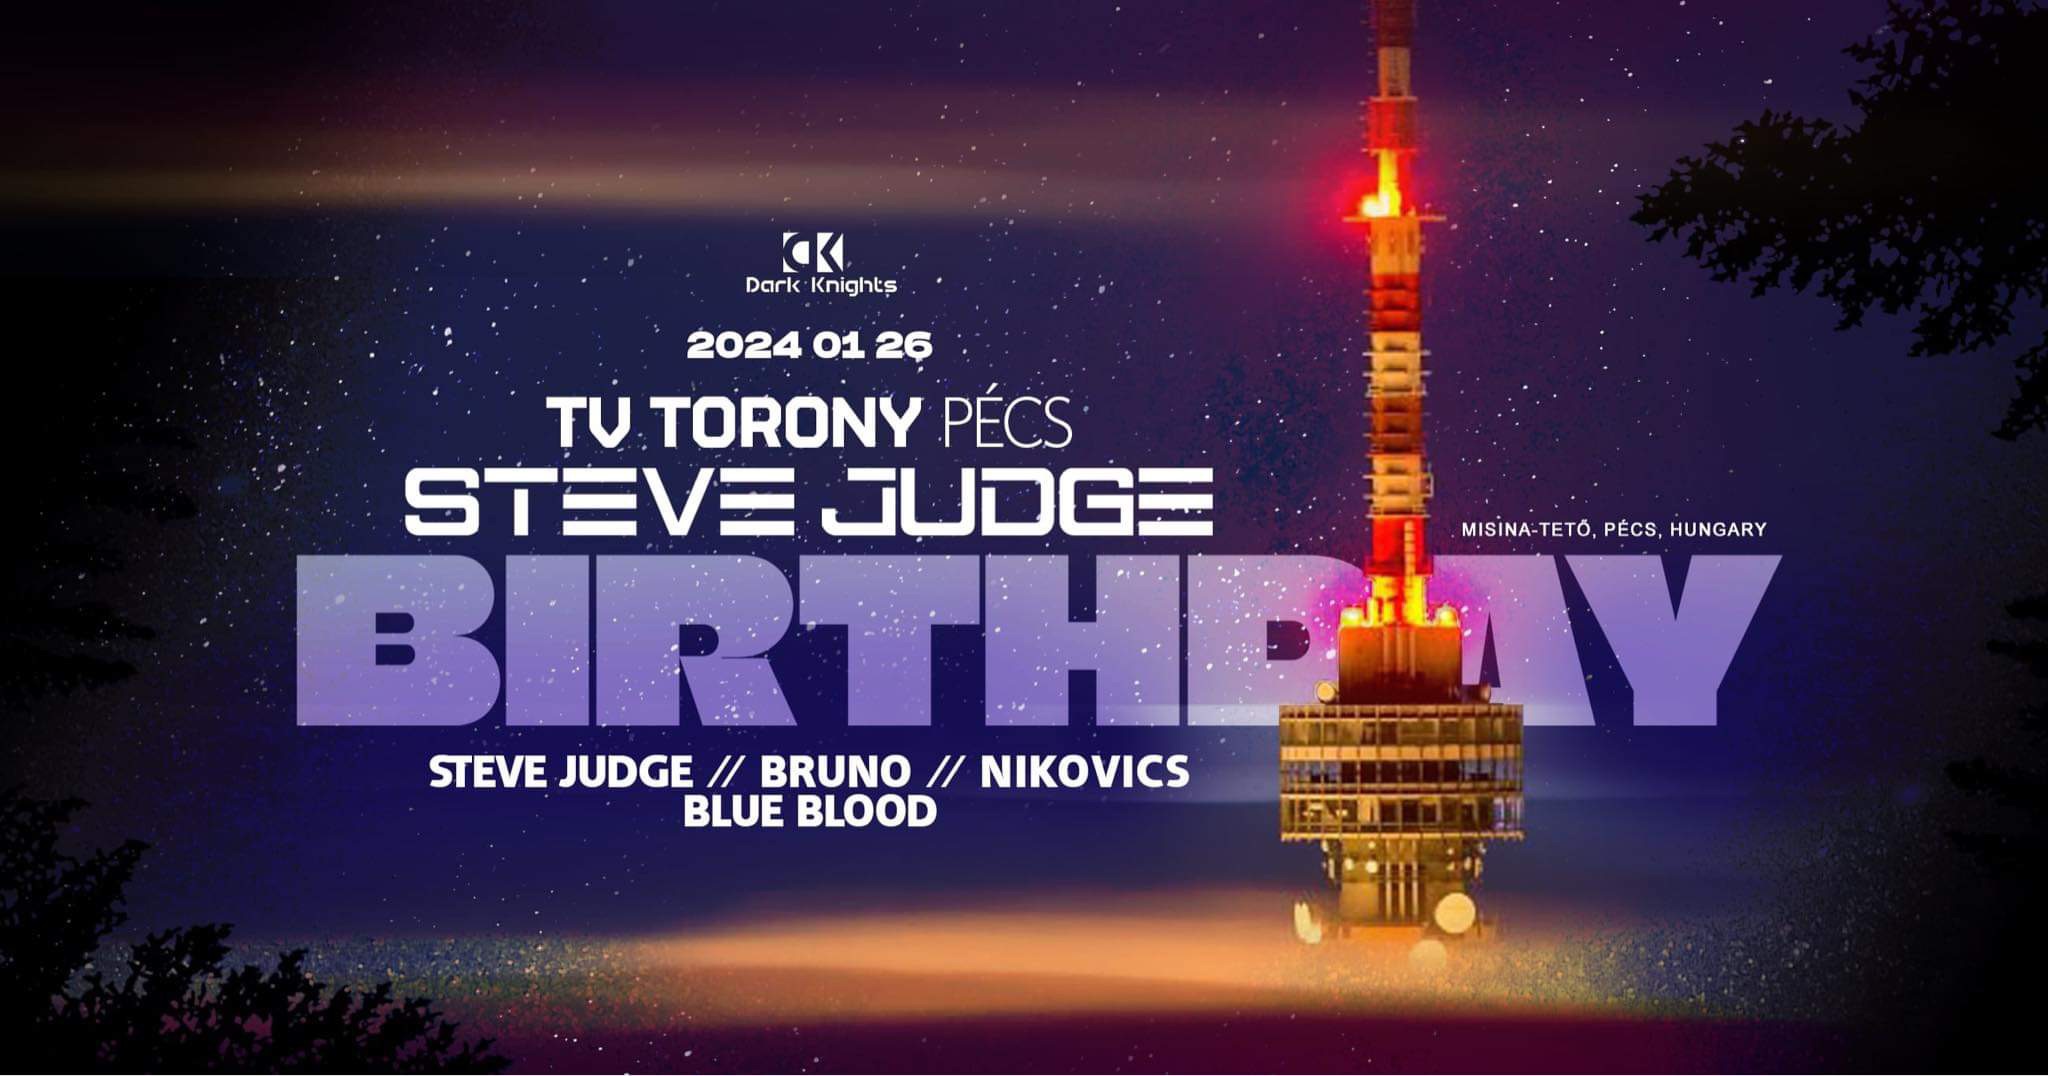 DK
Dark Knights
2024 01 26
TV TORONY PÉCS
STEVE JUDGE
MISINA-TETŐ, PÉCS, HUNGARY
BIRTHDAY
STEVE JUDGE // BRUNO // NIKOVICS
BLUE BLOOD